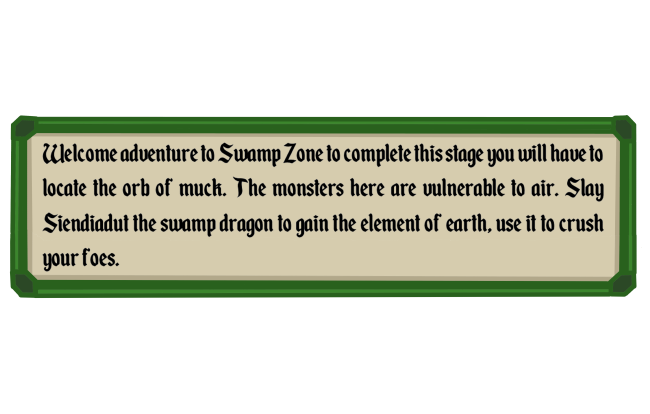 Welcome adventure to Swamp Zone to complete this stage you will have to
locate the orb of muck. The monsters here are vulnerable to air. Slay
Siendiadut the swamp dragon to gain the element of earth, use it to crush
your foes.